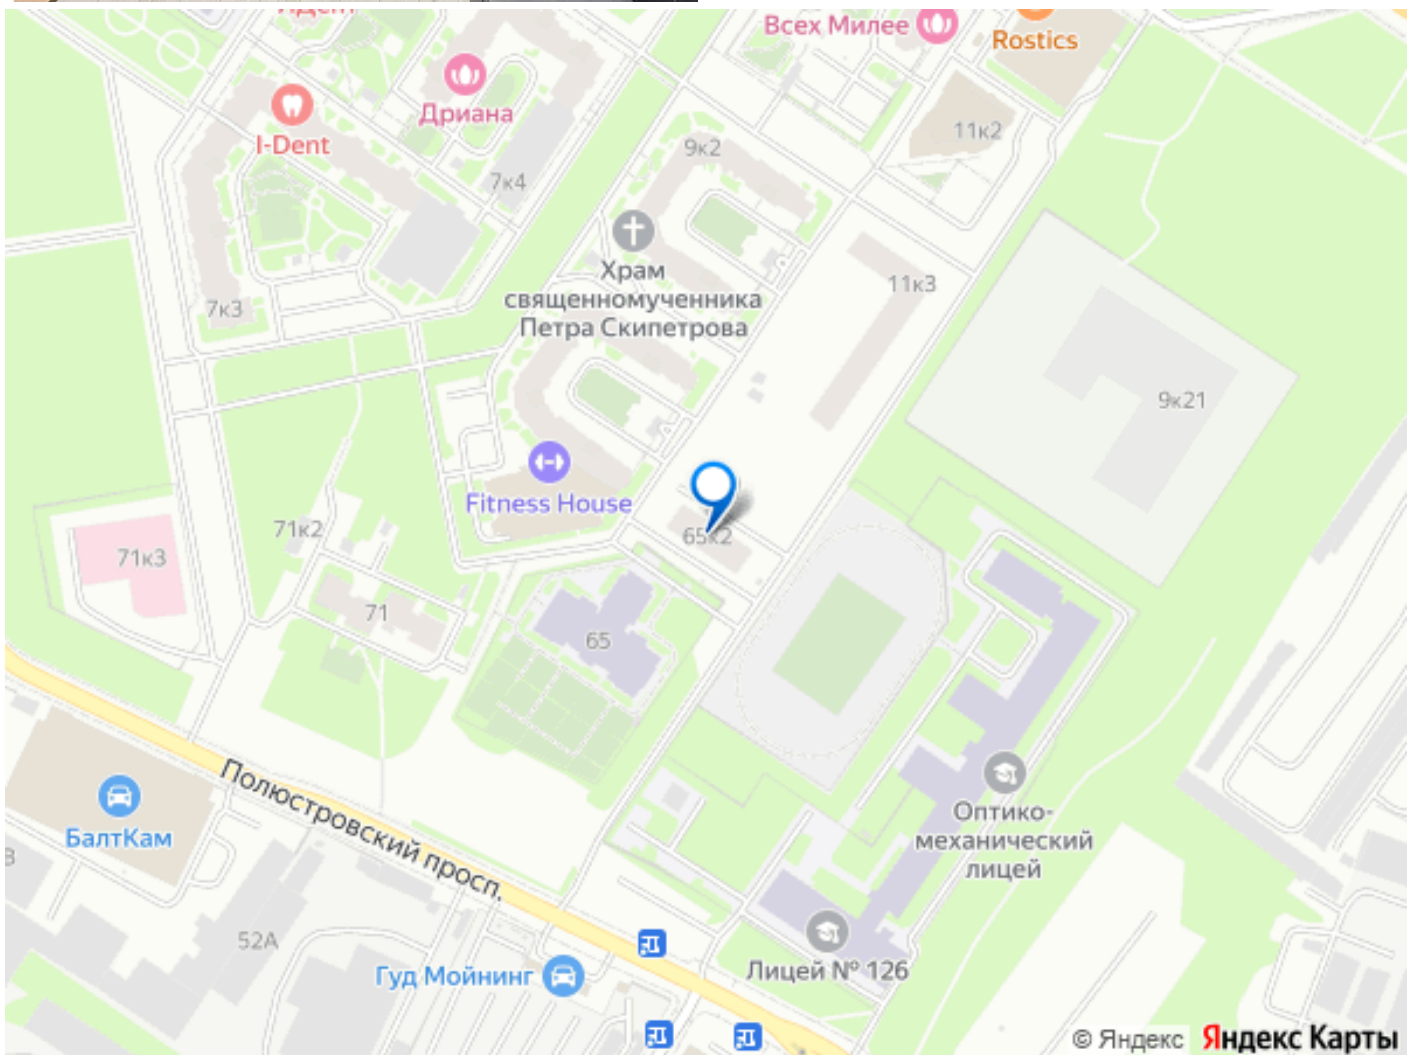 Всех Милее
Rostics
Дриана
I-Dent
11к2
9к2
7к4
Храм
священномученника
Петра Скипетрова
11к3
7к3
9к21
Fitness House
71к2
65к2
71к3
71
65
Полюстровский просп.
БалтКам
Оптико-
механический
лицей
52А
Гуд Мойнинг
Лицей № 126
© Яндекс Яндекс Карты